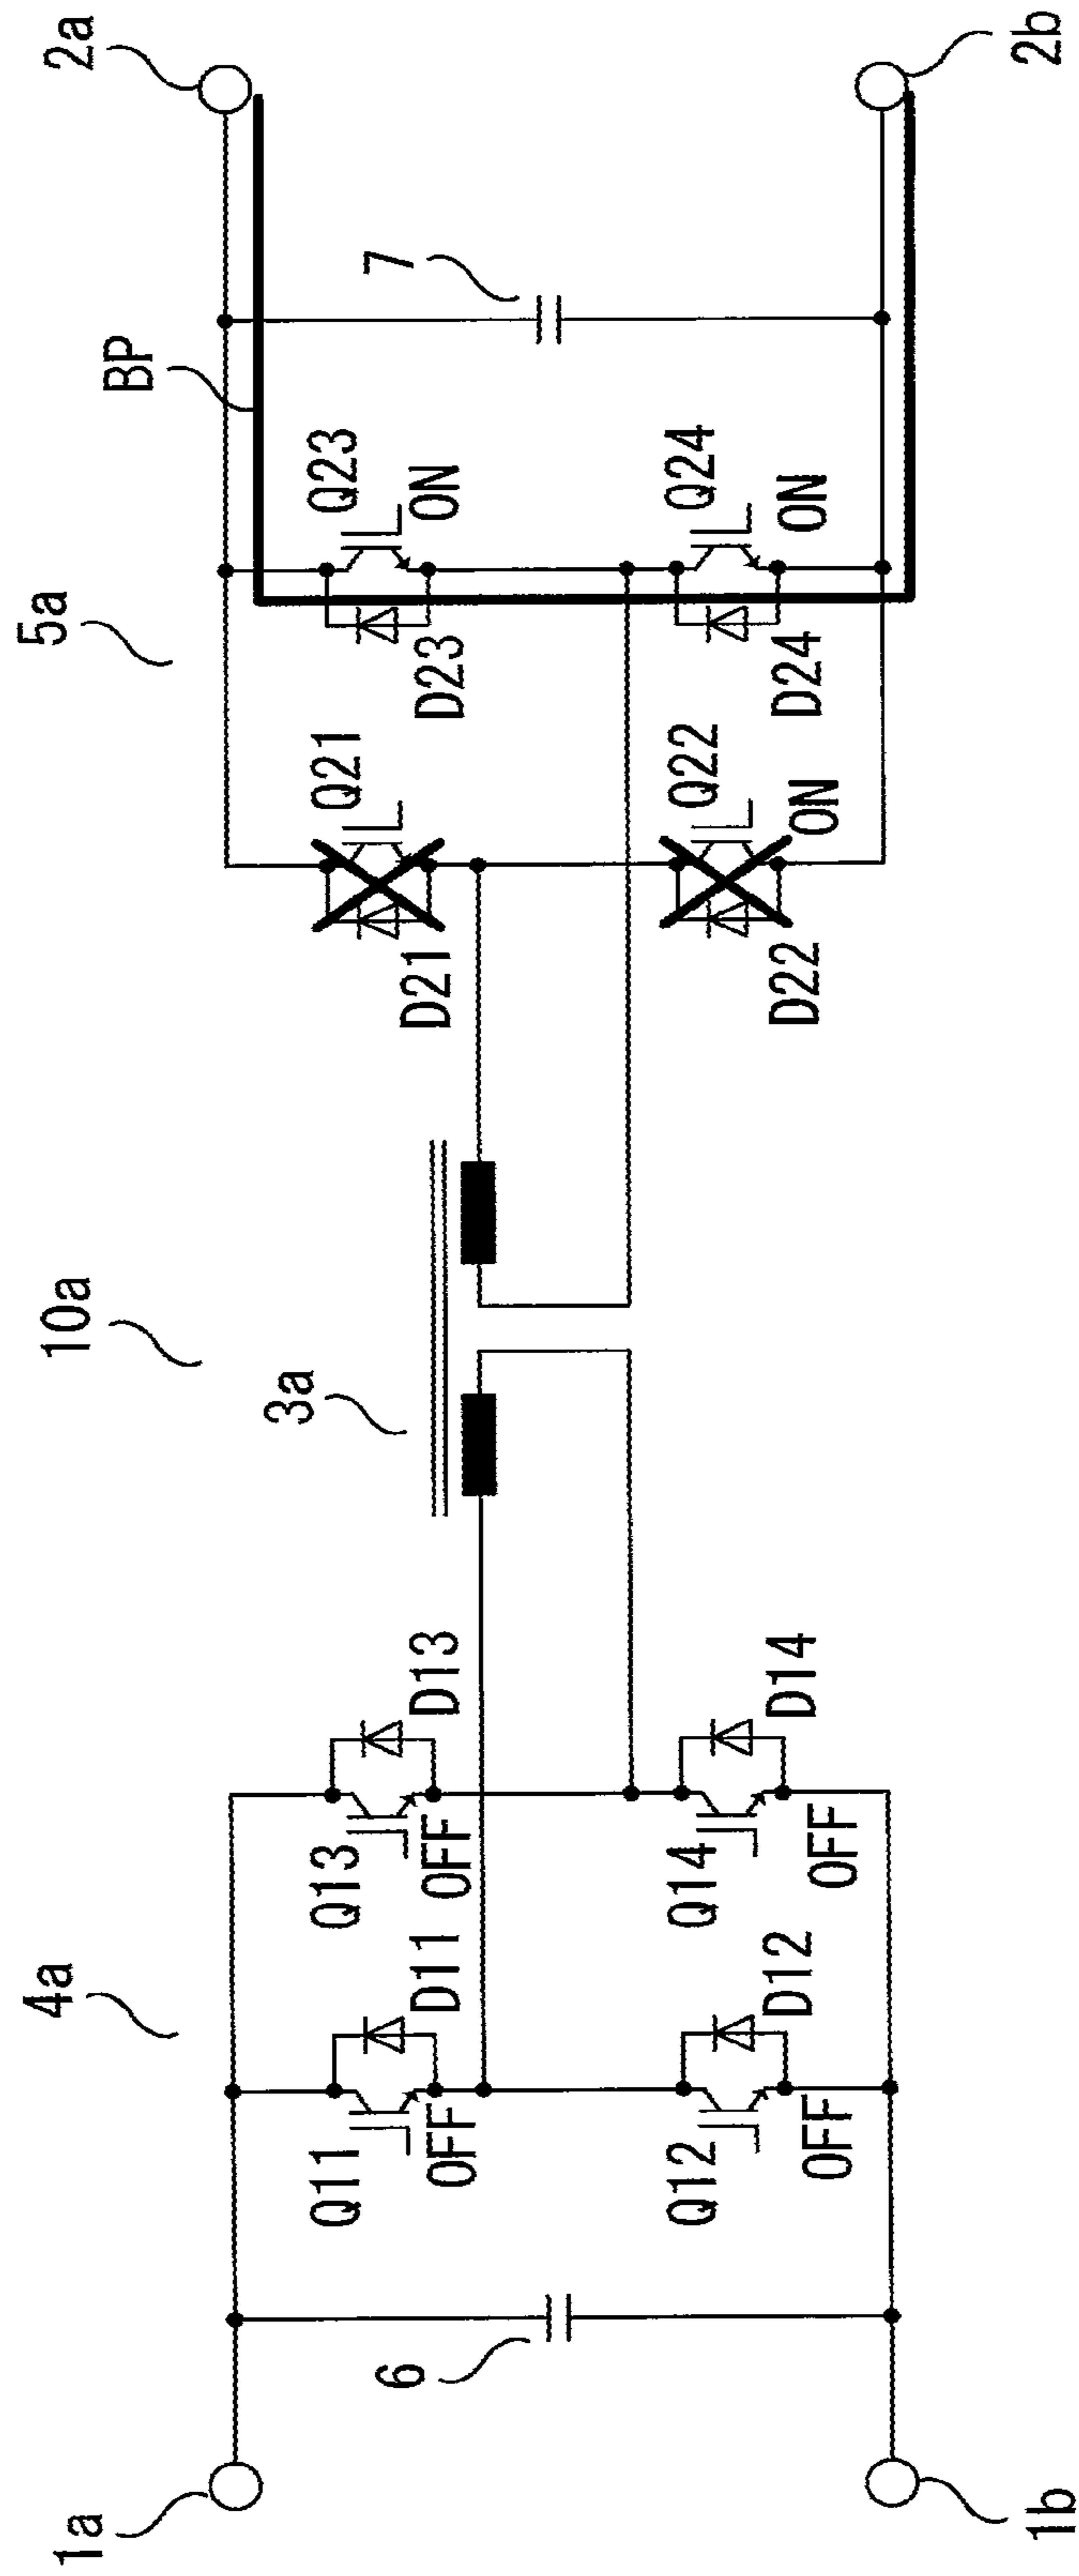 1a
1b
6
4a
Q11
OFF
D11
Q12
OFF
D12
Q13
OFF
D13
Q14
OFF
D14
3a
10a
5a
D21
Q21
D22
Q22
ON
D23
Q23
ON
D24
Q24
ON
BP
7
2a
2b